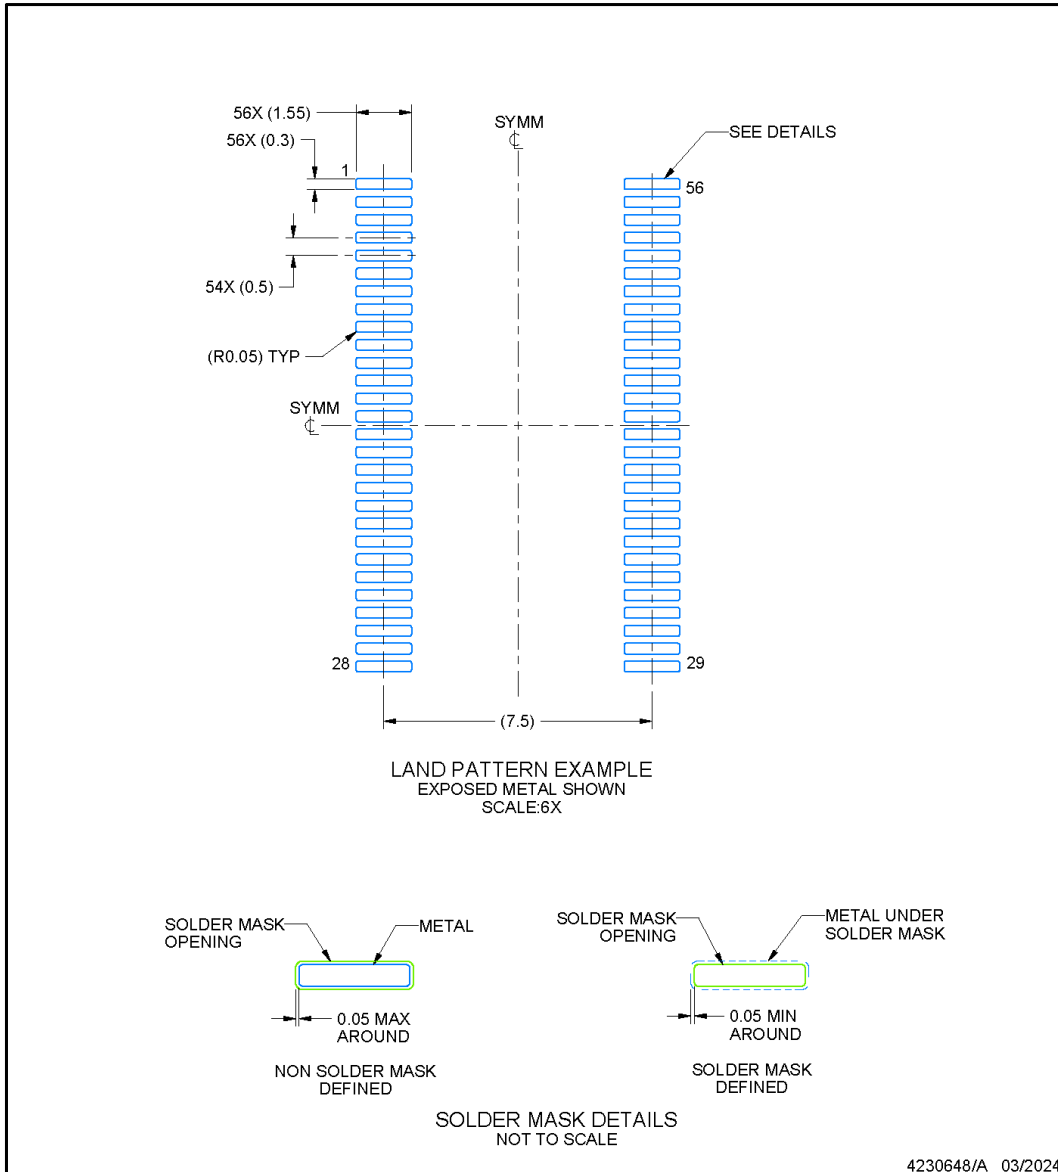 56X (1.55)
SYMM
℄
SEE DETAILS
56X (0.3)
1
56
54X (0.5)
(R0.05) TYP
SYMM
℄
28
29
(7.5)
LAND PATTERN EXAMPLE
EXPOSED METAL SHOWN
SCALE:6X
SOLDER MASK
OPENING
METAL
0.05 MAX
AROUND
NON SOLDER MASK
DEFINED
SOLDER MASK
OPENING
METAL UNDER
SOLDER MASK
0.05 MIN
AROUND
SOLDER MASK
DEFINED
SOLDER MASK DETAILS
NOT TO SCALE
4230648/A 03/2024